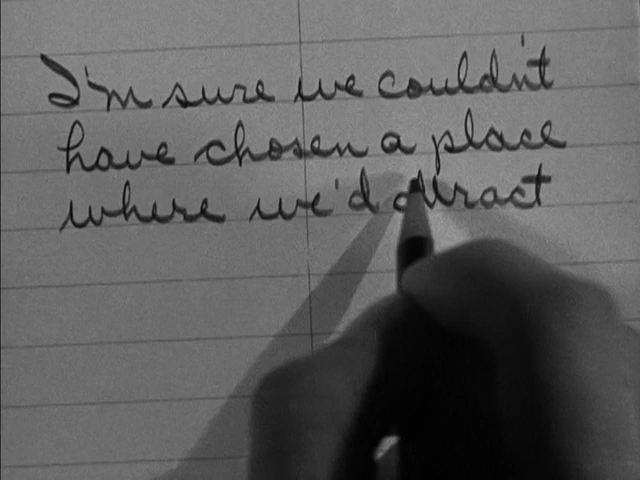 I'm sure we couldn't
have chosen a place
where we'd attract